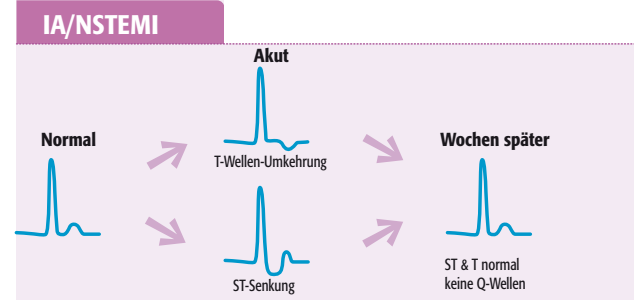 IA/NSTEMI
Akut
Normal
T-Wellen-Umkehrung
Wochen später
ST-Senkung
ST & T normal
keine Q-Wellen